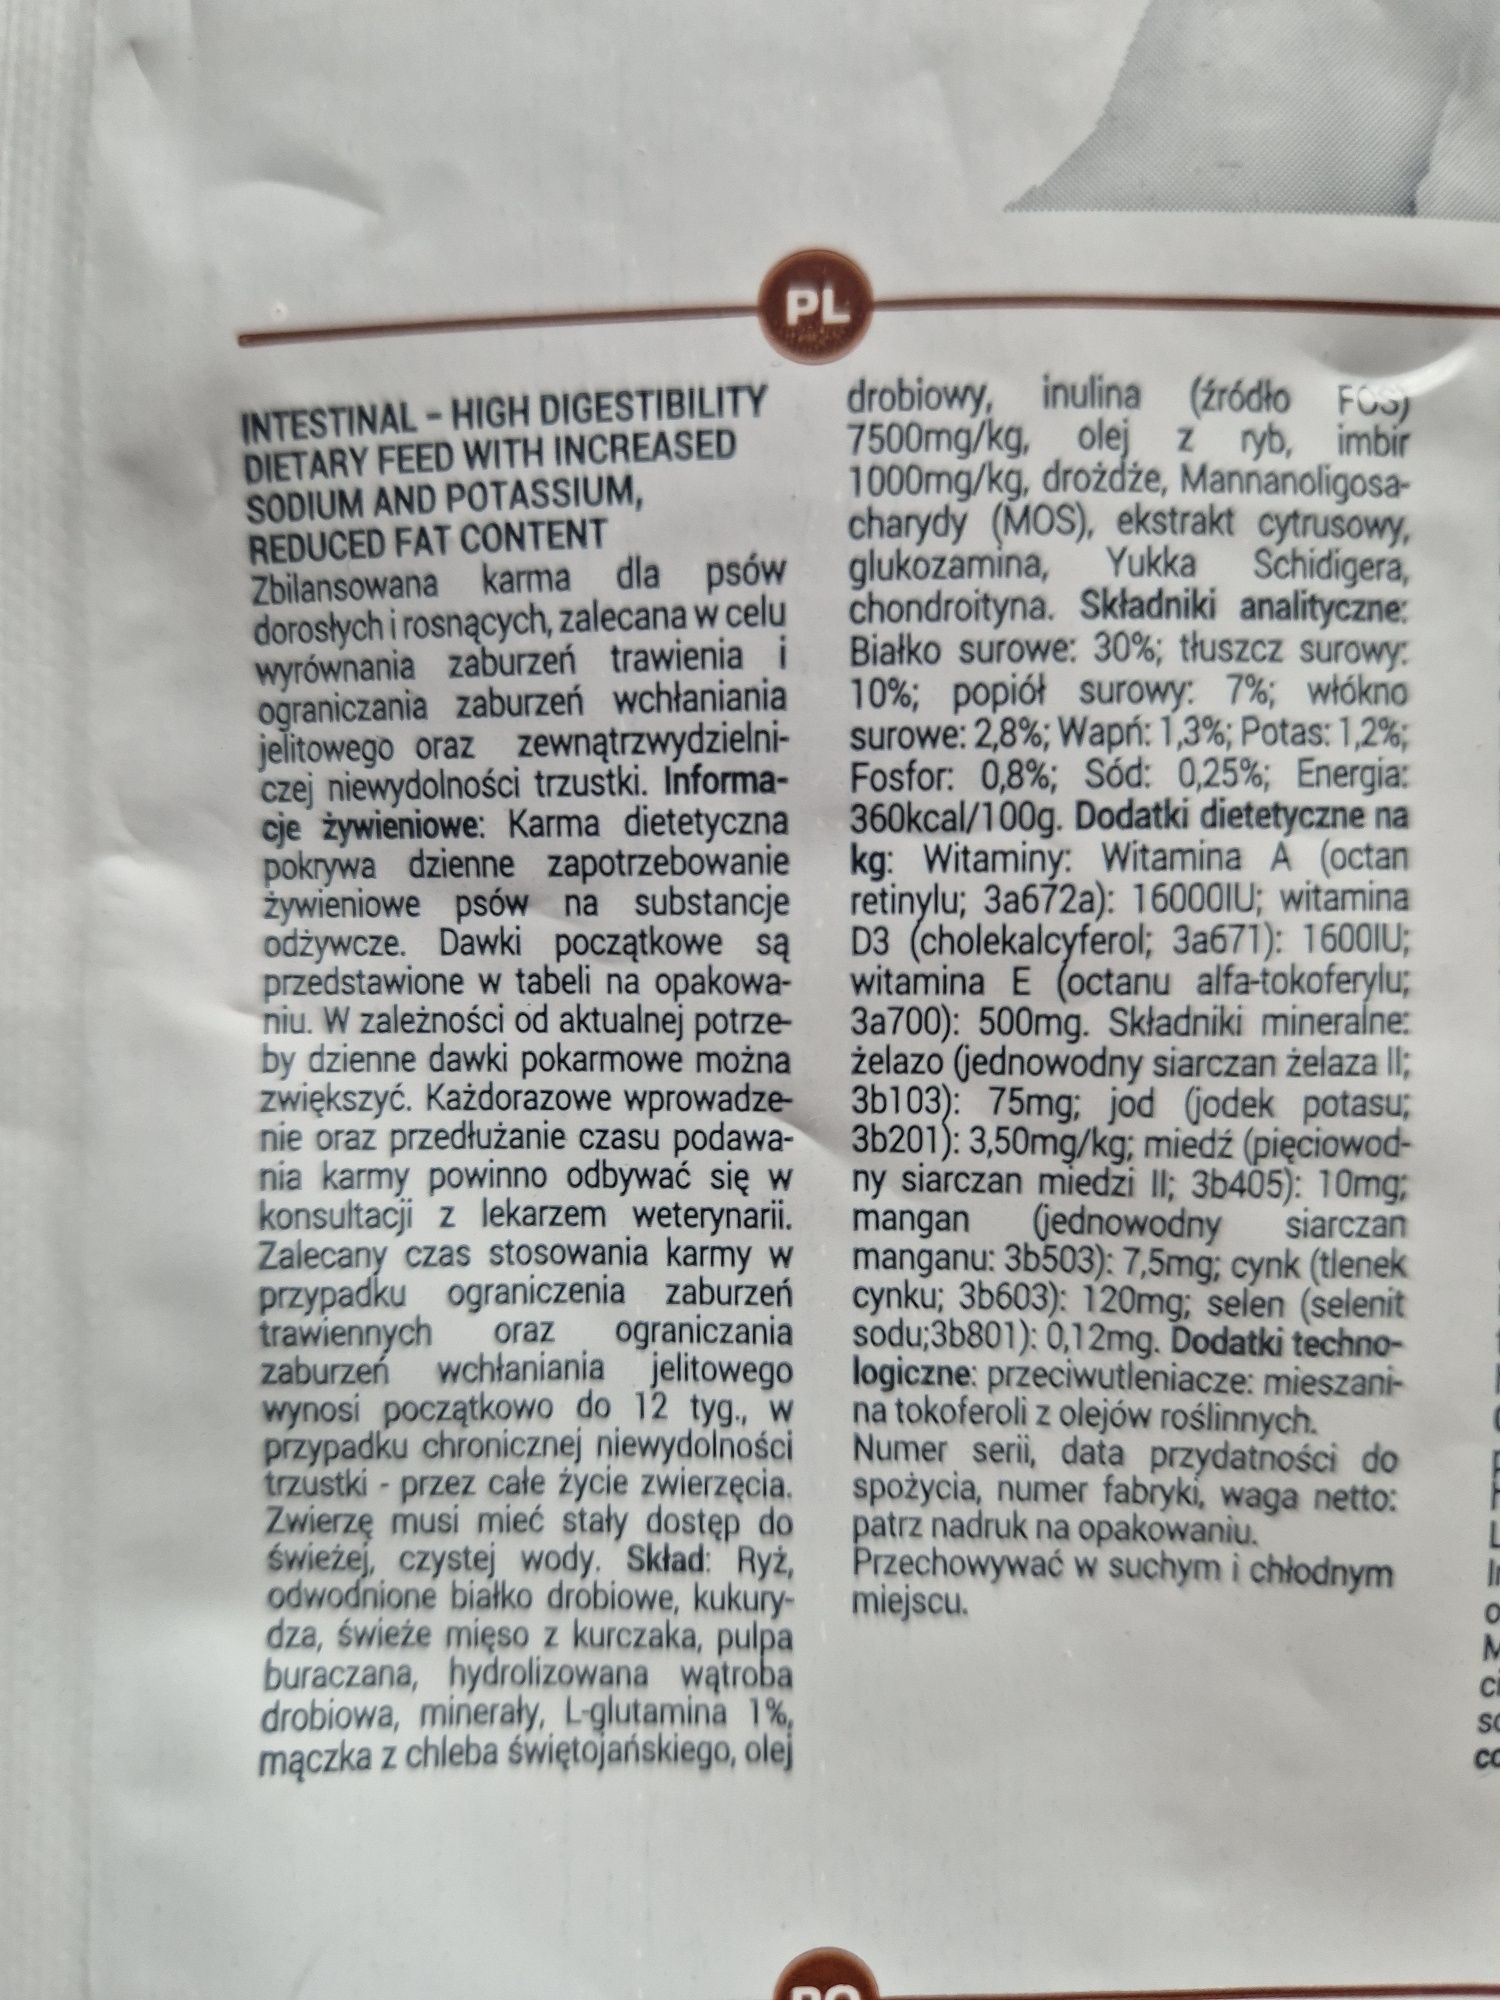 PL
INTESTINAL – HIGH DIGESTIBILITY
DIETARY FEED WITH INCREASED
SODIUM AND POTASSIUM,
REDUCED FAT CONTENT
Zbilansowana karma dla psów
dorosłych i rosnących, zalecana w celu
wyrównania zaburzeń trawienia i
ograniczania zaburzeń wchłaniania
jelitowego oraz zewnątrzwydzielni-
czej niewydolności trzustki. Informa-
cje żywieniowe: Karma dietetyczna
pokrywa dzienne zapotrzebowanie
żywieniowe psów na substancje
odżywcze. Dawki początkowe są
przedstawione w tabeli na opakowa-
niu. W zależności od aktualnej potrze-
by dzienne dawki pokarmowe można
zwiększyć. Każdorazowe wprowadze-
nie oraz przedłużanie czasu podawa-
nia karmy powinno odbywać się w
konsultacji z lekarzem weterynarii.
Zalecany czas stosowania karmy w
przypadku ograniczenia zaburzeń
trawiennych oraz ograniczania
zaburzeń wchłaniania jelitowego
wynosi początkowo do 12 tyg., w
przypadku chronicznej niewydolności
trzustki - przez całe życie zwierzęcia.
Zwierzę musi mieć stały dostęp do
świeżej, czystej wody. Skład: Ryż,
odwodnione białko drobiowe, kukury-
dza, świeże mięso z kurczaka, pulpa
buraczana, hydrolizowana wątroba
drobiowa, minerały, L-glutamina 1%,
mączka z chleba świętojańskiego, olej
drobiowy, inulina (źródło FOS)
7500mg/kg, olej z ryb, imbir
1000mg/kg, drożdże, Mannanoligosa-
charydy (MOS), ekstrakt cytrusowy,
glukozamina, Yukka Schidigera,
chondroityna. Składniki analityczne:
Białko surowe: 30%; tłuszcz surowy:
10%; popiół surowy: 7%; włókno
surowe: 2,8%; Wapń: 1,3%; Potas: 1,2%;
Fosfor: 0,8%; Sód: 0,25%; Energia:
360kcal/100g. Dodatki dietetyczne na
kg: Witaminy: Witamina A (octan
retinylu; 3a672a): 16000IU; witamina
D3 (cholekalcyferol; 3a671): 1600IU;
witamina E (octanu alfa-tokoferylu;
3a700): 500mg. Składniki mineralne:
żelazo (jednowodny siarczan żelaza II;
3b103): 75mg; jod (jodek potasu;
3b201): 3,50mg/kg; miedź (pięciowod-
ny siarczan miedzi II; 3b405): 10mg;
mangan (jednowodny siarczan
manganu: 3b503): 7,5mg; cynk (tlenek
cynku; 3b603): 120mg; selen (selenit
sodu;3b801): 0,12mg. Dodatki techno-
logiczne: przeciwutleniacze: mieszani-
na tokoferoli z olejów roślinnych.
Numer serii, data przydatności do
spożycia, numer fabryki, waga netto:
patrz nadruk na opakowaniu.
Przechowywać w suchym i chłodnym
miejscu.